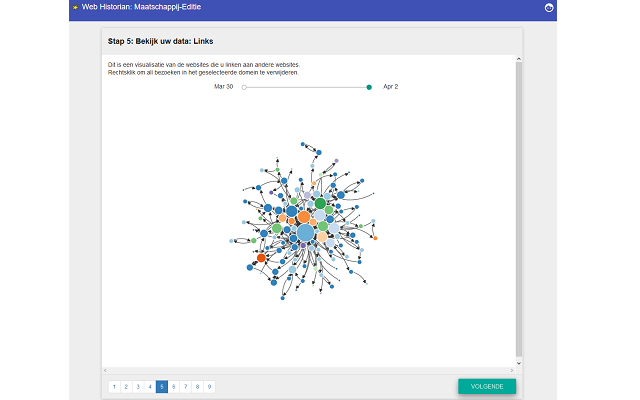 Web Historian: Maatschappij-Editie
Stap 5: Bekijk uw data: Links
Dit is een visualisatie van de websites die u linken aan andere websites.
Rechtsklik om all bezoeken in het geselecteerde domein te verwijderen.
Mar 30 Apr 2
1 2 3 4 5 6 7 8 9
VOLGENDE